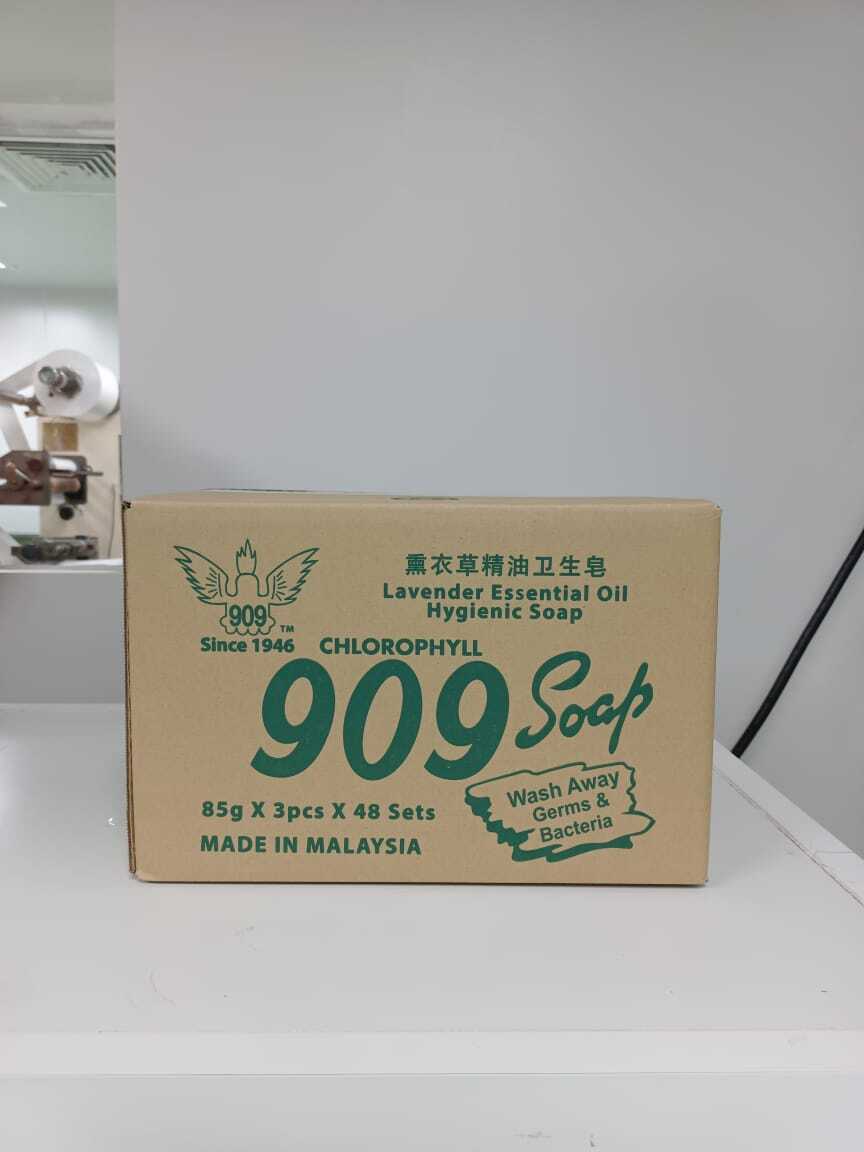 909
TM
Since 1946
薰衣草精油卫生皂
Lavender Essential Oil
Hygienic Soap
CHLOROPHYLL
909 Soap
85g X 3pcs X 48 Sets
MADE IN MALAYSIA
Wash Away
Germs &
Bacteria